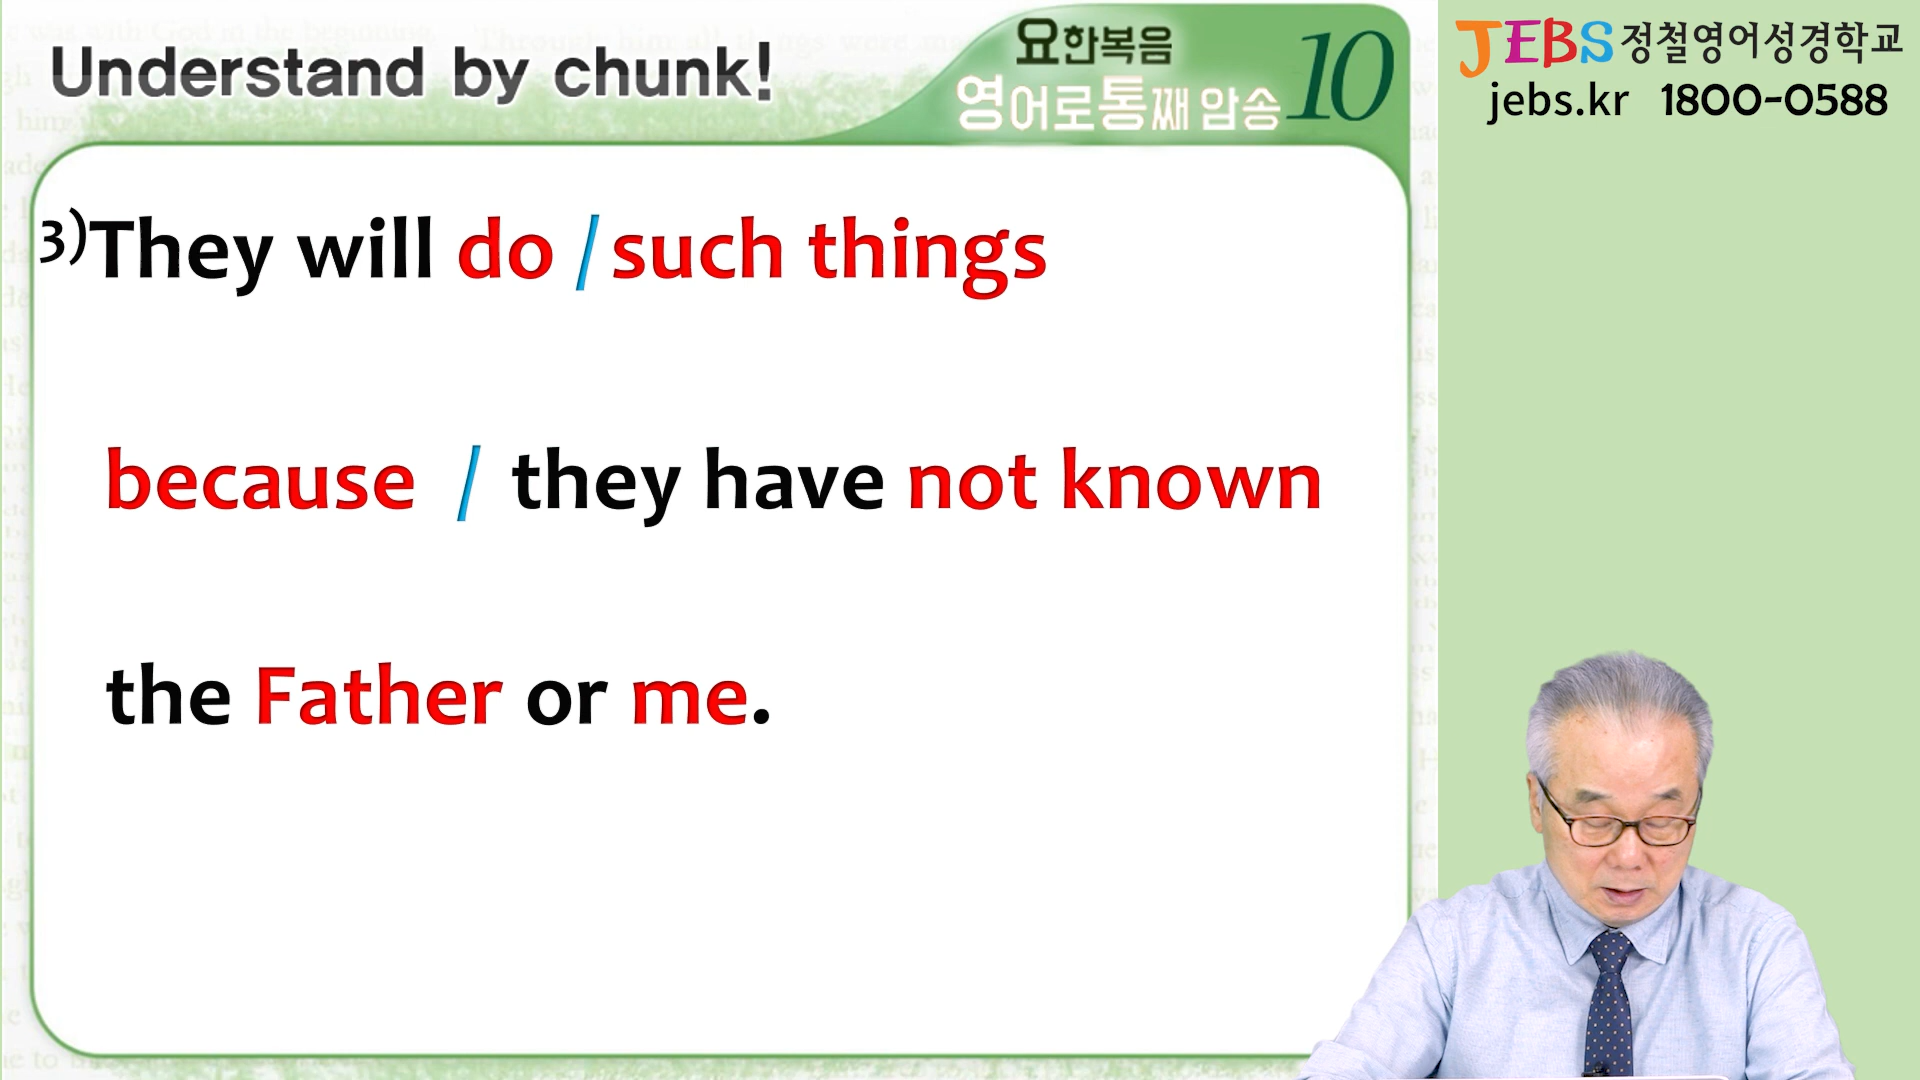 Understand by chunk!
요한복음
영어로통째 암송 10
JEBS 정철영어성경학교
jebs.kr 1800-0588
3)They will do / such things
because / they have not known
the Father or me.